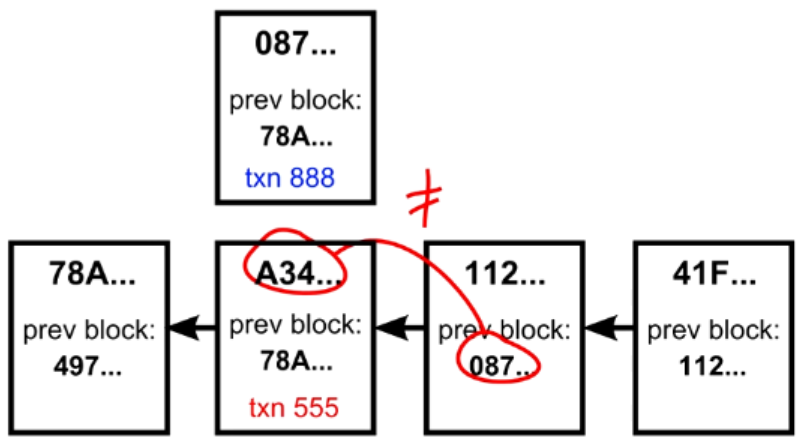 087...
prev block:
78A...
txn 888
≠
78A...
prev block:
497...
A34...
prev block:
78A...
txn 555
112...
prev block:
087...
41F...
prev block:
112...